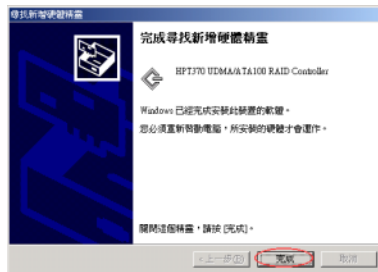 尋找新增硬體精靈
完成尋找新增硬體精靈
HPT370 UDMA/ATA100 RAID Controller
Windows 已經完成安裝此裝置的軟體。
您必須重新啟動電腦，所安裝的硬體才會運作。
關閉這個精靈，請按 [完成]。
<上一步(B) 完成 取消